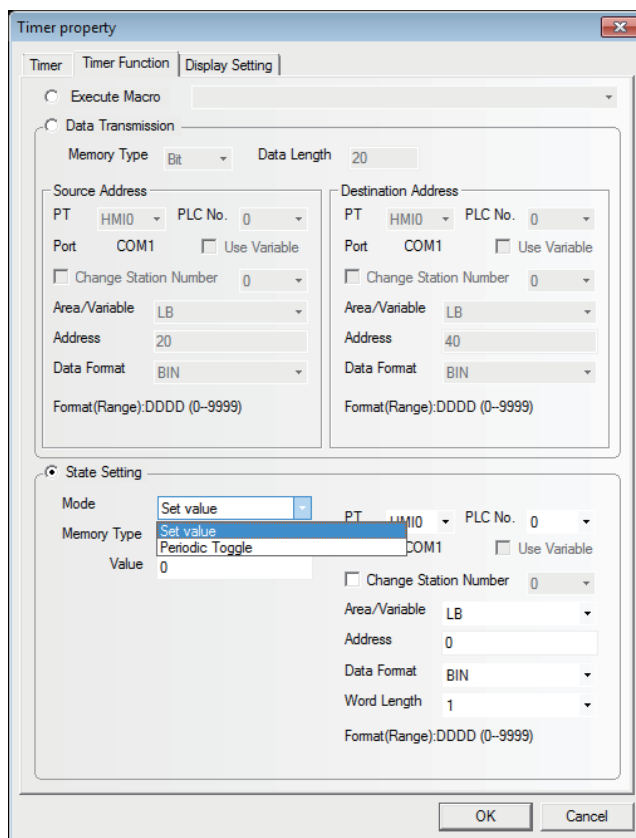 Timer property
Timer Timer Function Display Setting
Execute Macro
Data Transmission
Memory Type Bit Data Length 20
Source Address
PT HMI0 PLC No. 0
Port COM1 Use Variable
Change Station Number 0
Area/Variable LB
Address 20
Data Format BIN
Format(Range):DDDD (0--9999)
Destination Address
PT HMI0 PLC No. 0
Port COM1 Use Variable
Change Station Number 0
Area/Variable LB
Address 40
Data Format BIN
Format(Range):DDDD (0--9999)
State Setting
Mode Set value
Set value
Periodic Toggle
Memory Type
Value 0
PT HMI0 PLC No. 0
COM1 Use Variable
Change Station Number 0
Area/Variable LB
Address 0
Data Format BIN
Word Length 1
Format(Range):DDDD (0--9999)
OK Cancel